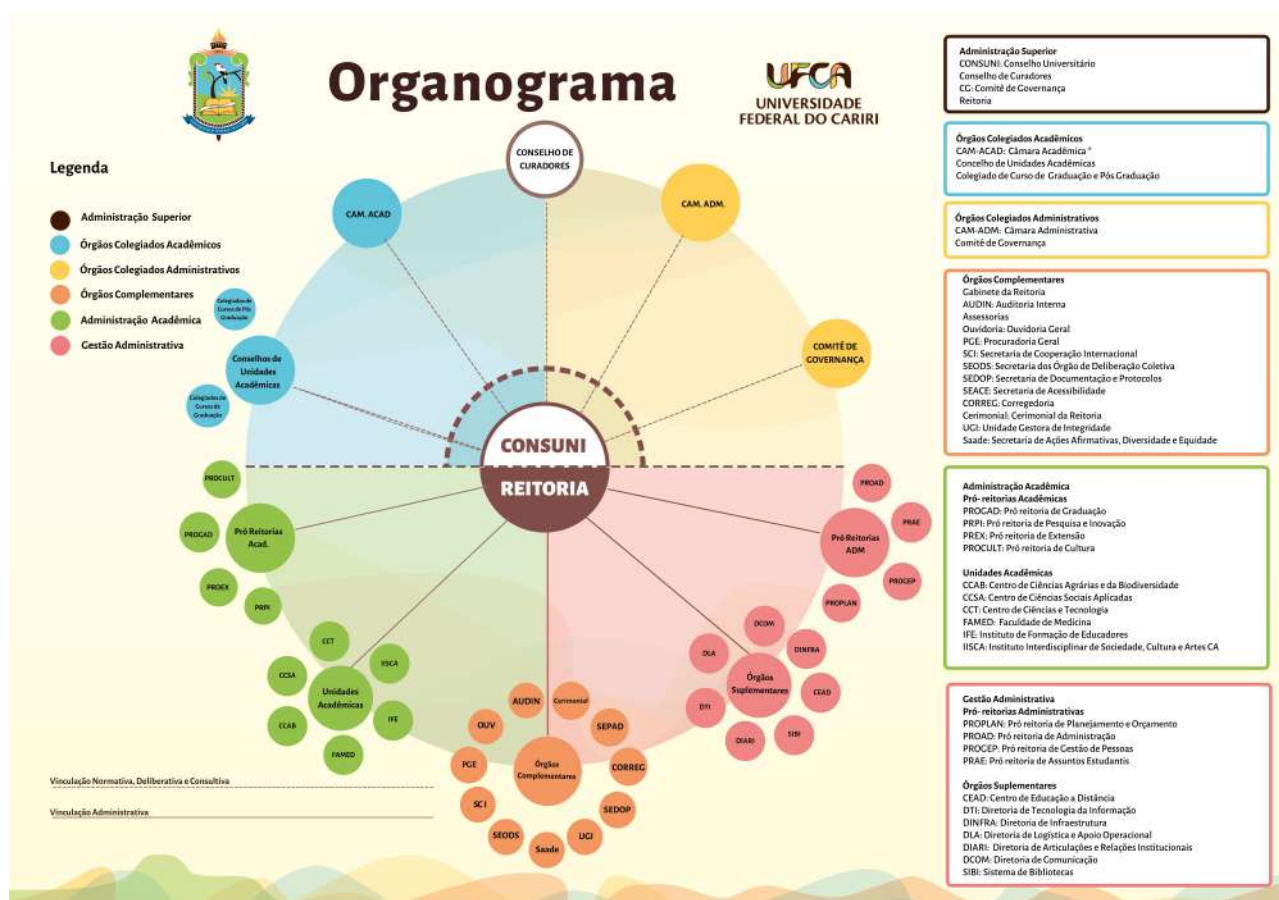 Organograma
UFCA
UNIVERSIDADE
FEDERAL DO CARIRI
Legenda
Administração Superior
Órgãos Colegiados Acadêmicos
Órgãos Colegiados Administrativos
Órgãos Complementares
Administração Acadêmica
Gestão Administrativa
CONSELHO DE
CURADORES
CAM. ACAD
CAM. ADM.
COMITÊ DE
GOVERNANÇA
Colegiados de
Cursos de Pós
Graduação
Conselhos de
Unidades
Acadêmicas
Colegiados de
Cursos de
Graduação
CONSUNI
REITORIA
PROCULT
PROGAD
Pró Reitorias
Acad.
PROEX
PRPI
CCT
IISCA
CCSA
Unidades
Acadêmicas
CCAB
IFE
FAMED
AUDIN
Cerimonial
OUV
SEPAD
PGE
Órgãos
Complementares
CORREG
SCI
SEDOP
SEODS
Saade
UGI
PROAD
PRAE
Pró Reitorias
ADM
PROGEP
PROPLAN
DCOM
DLA
DINFRA
Órgãos
Suplementares
CEAD
DTI
DIARI
SIBI
Vinculação Normativa, Deliberativa e Consultiva
Vinculação Administrativa
Administração Superior
CONSUNI: Conselho Universitário
Conselho de Curadores
CG: Comitê de Governança
Reitoria
Órgãos Colegiados Acadêmicos
CAM-ACAD: Câmara Acadêmica *
Concelho de Unidades Acadêmicas
Colegiado de Curso de Graduação e Pós Graduação
Órgãos Colegiados Administrativos
CAM-ADM: Câmara Administrativa
Comitê de Governança
Órgãos Complementares
Gabinete da Reitoria
AUDIN: Auditoria Interna
Assessorias
Ouvidoria: Ouvidoria Geral
PGE: Procuradoria Geral
SCI: Secretaria de Cooperação Internacional
SEODS: Secretaria dos Órgão de Deliberação Coletiva
SEDOP: Secretaria de Documentação e Protocolos
SEACE: Secretaria de Acessibilidade
CORREG: Corregedoria
Cerimonial: Cerimonial da Reitoria
UGI: Unidade Gestora de Integridade
Saade: Secretaria de Ações Afirmativas, Diversidade e Equidade
Administração Acadêmica
Pró- reitorias Acadêmicas
PROGAD: Pró reitoria de Graduação
PRPI: Pró reitoria de Pesquisa e Inovação
PREX: Pró reitoria de Extensão
PROCULT: Pró reitoria de Cultura
Unidades Acadêmicas
CCAB: Centro de Ciências Agrárias e da Biodiversidade
CCSA: Centro de Ciências Sociais Aplicadas
CCT: Centro de Ciências e Tecnologia
FAMED: Faculdade de Medicina
IFE: Instituto de Formação de Educadores
IISCA: Instituto Interdisciplinar de Sociedade, Cultura e Artes CA
Gestão Administrativa
Pró- reitorias Administrativas
PROPLAN: Pró reitoria de Planejamento e Orçamento
PROAD: Pró reitoria de Administração
PROGEP: Pró reitoria de Gestão de Pessoas
PRAE: Pró reitoria de Assuntos Estudantis
Órgãos Suplementares
CEAD: Centro de Educação a Distância
DTI: Diretoria de Tecnologia da Informação
DINFRA: Diretoria de Infraestrutura
DLA: Diretoria de Logística e Apoio Operacional
DIARI: Diretoria de Articulações e Relações Institucionais
DCOM: Diretoria de Comunicação
SIBI: Sistema de Bibliotecas